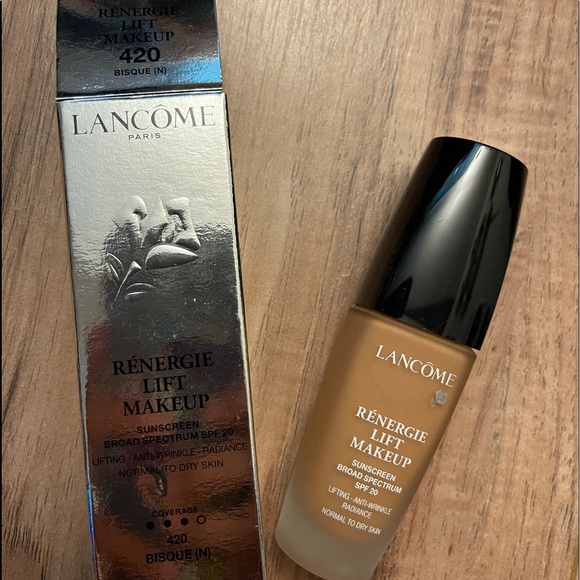 RÉNERGIE
LIFT
MAKEUP
420
BISQUE (N)
LANCÔME
PARIS
RÉNERGIE
LIFT
MAKEUP
SUNSCREEN
BROAD SPECTRUM SPF 20
LIFTING - ANTI-WRINKLE - RADIANCE
NORMAL TO DRY SKIN
COVERAGE
420
BISQUE (N)
LANCÔME
RÉNERGIE
LIFT
MAKEUP
SUNSCREEN
BROAD SPECTRUM
SPF 20
LIFTING - ANTI-WRINKLE
RADIANCE
NORMAL TO DRY SKIN